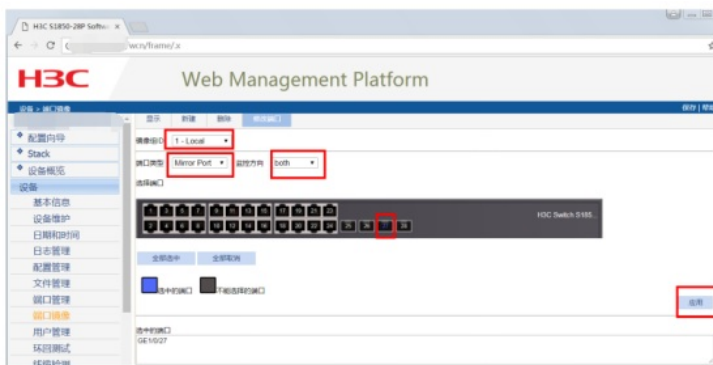 H3C S1850-28P Softw
wcn/frame/.x
H3C
Web Management Platform
设备 > 端口镜像
保存 | 帮助
显示 新建 删除 修改端口
配置向导
镜像组ID 1 - Local
Stack
端口类型 Mirror Port 监控方向 both
设备概览
选择端口
设备
基本信息
1 3 5 7 9 11 13 15 17 19 21 23
H3C Switch S185...
设备维护
2 4 6 8 10 12 14 16 18 20 22 24 25 26 27 28
日期和时间
日志管理
全部选中 全部取消
配置管理
文件管理
选中的端口 不能选择的端口
端口管理
应用
端口镜像
用户管理
选中的端口
环回测试
GE1/0/27